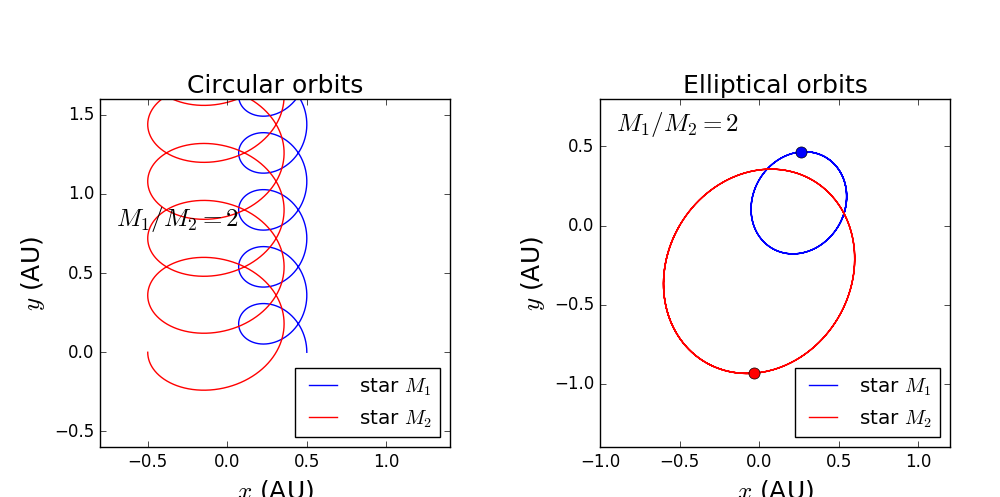 Circular orbits
1.5
1.0
0.5
0.0
−0.5
y (AU)
M₁/M₂ = 2
star M₁
star M₂
−0.5 0.0 0.5 1.0
x (AU)
Elliptical orbits
0.5
0.0
−0.5
−1.0
y (AU)
M₁/M₂ = 2
star M₁
star M₂
−1.0 −0.5 0.0 0.5 1.0
x (AU)